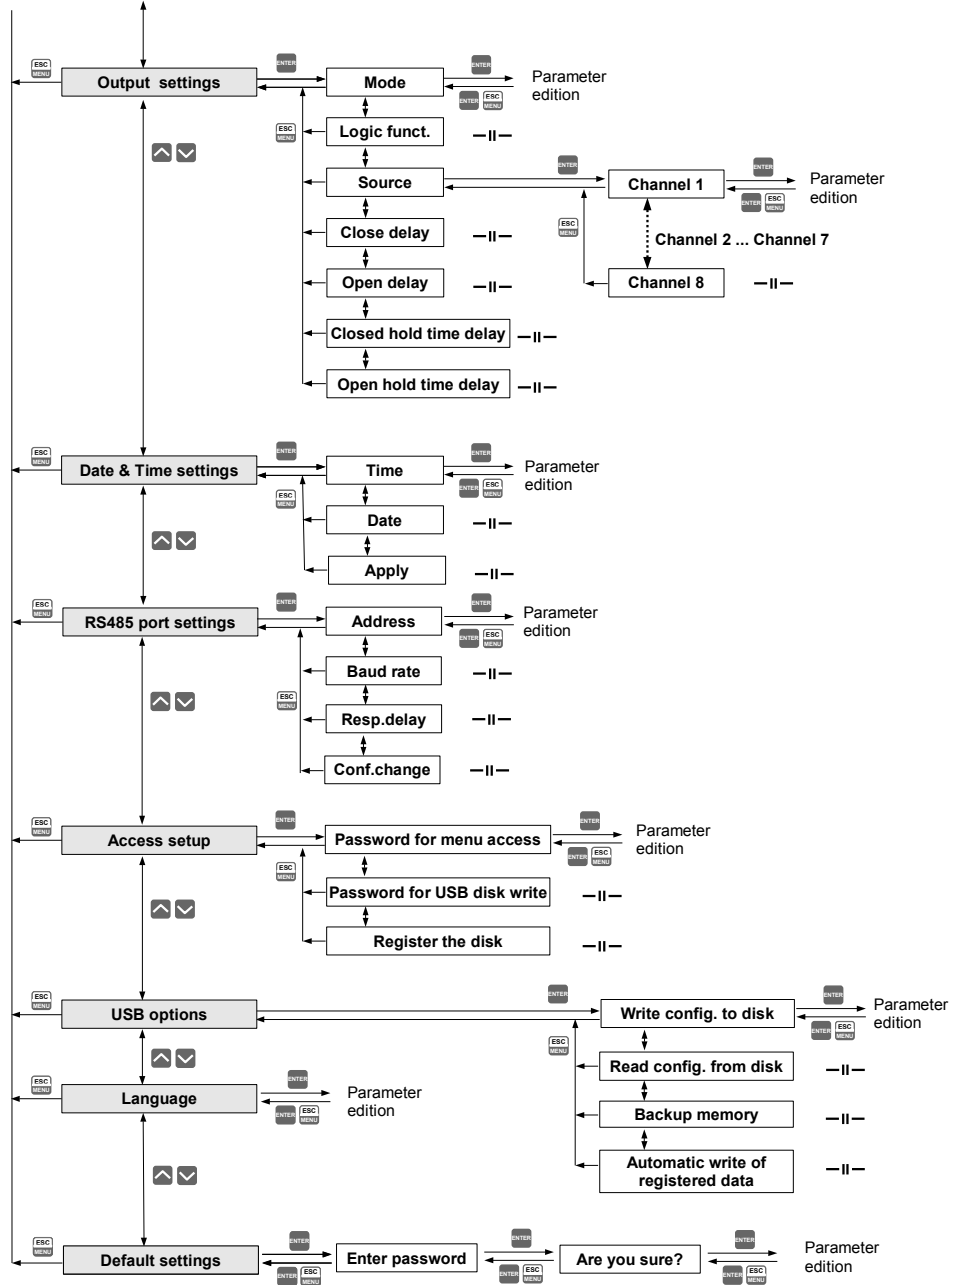 ESC
MENU
Output settings
ENTER
Mode
ENTER
ENTER
ESC
MENU
Parameter
edition
ESC
MENU
Logic funct.
—II—
Source
ENTER
Channel 1
ENTER
ENTER
ESC
MENU
Parameter
edition
ESC
MENU
Close delay
—II—
Channel 2 ... Channel 7
Open delay
—II—
Channel 8
—II—
Closed hold time delay
—II—
Open hold time delay
—II—
ESC
MENU
Date & Time settings
ENTER
Time
ENTER
ENTER
ESC
MENU
Parameter
edition
ESC
MENU
Date
—II—
Apply
—II—
ESC
MENU
RS485 port settings
ENTER
Address
ENTER
ENTER
ESC
MENU
Parameter
edition
Baud rate
—II—
ESC
MENU
Resp.delay
—II—
Conf.change
—II—
ESC
MENU
Access setup
ENTER
Password for menu access
ENTER
ENTER
ESC
MENU
Parameter
edition
ESC
MENU
Password for USB disk write
—II—
Register the disk
—II—
ESC
MENU
USB options
ENTER
Write config. to disk
ENTER
ENTER
ESC
MENU
Parameter
edition
ESC
MENU
Read config. from disk
—II—
ESC
MENU
Language
ENTER
ENTER
ESC
MENU
Parameter
edition
Backup memory
—II—
Automatic write of
registered data
—II—
ESC
MENU
Default settings
ENTER
ENTER
ESC
MENU
Enter password
ENTER
ENTER
ESC
MENU
Are you sure?
ENTER
ENTER
ESC
MENU
Parameter
edition